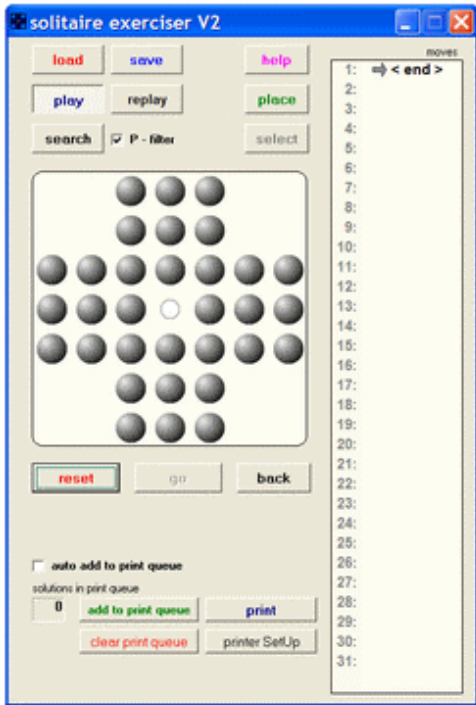 solitaire exerciser V2
load save help
play replay place
search P - filter select
reset go back
auto add to print queue
solutions in print queue
0 add to print queue print
clear print queue printer SetUp
moves
1: < end >
2:
3:
4:
5:
6:
7:
8:
9:
10:
11:
12:
13:
14:
15:
16:
17:
18:
19:
20:
21:
22:
23:
24:
25:
26:
27:
28:
29:
30:
31: